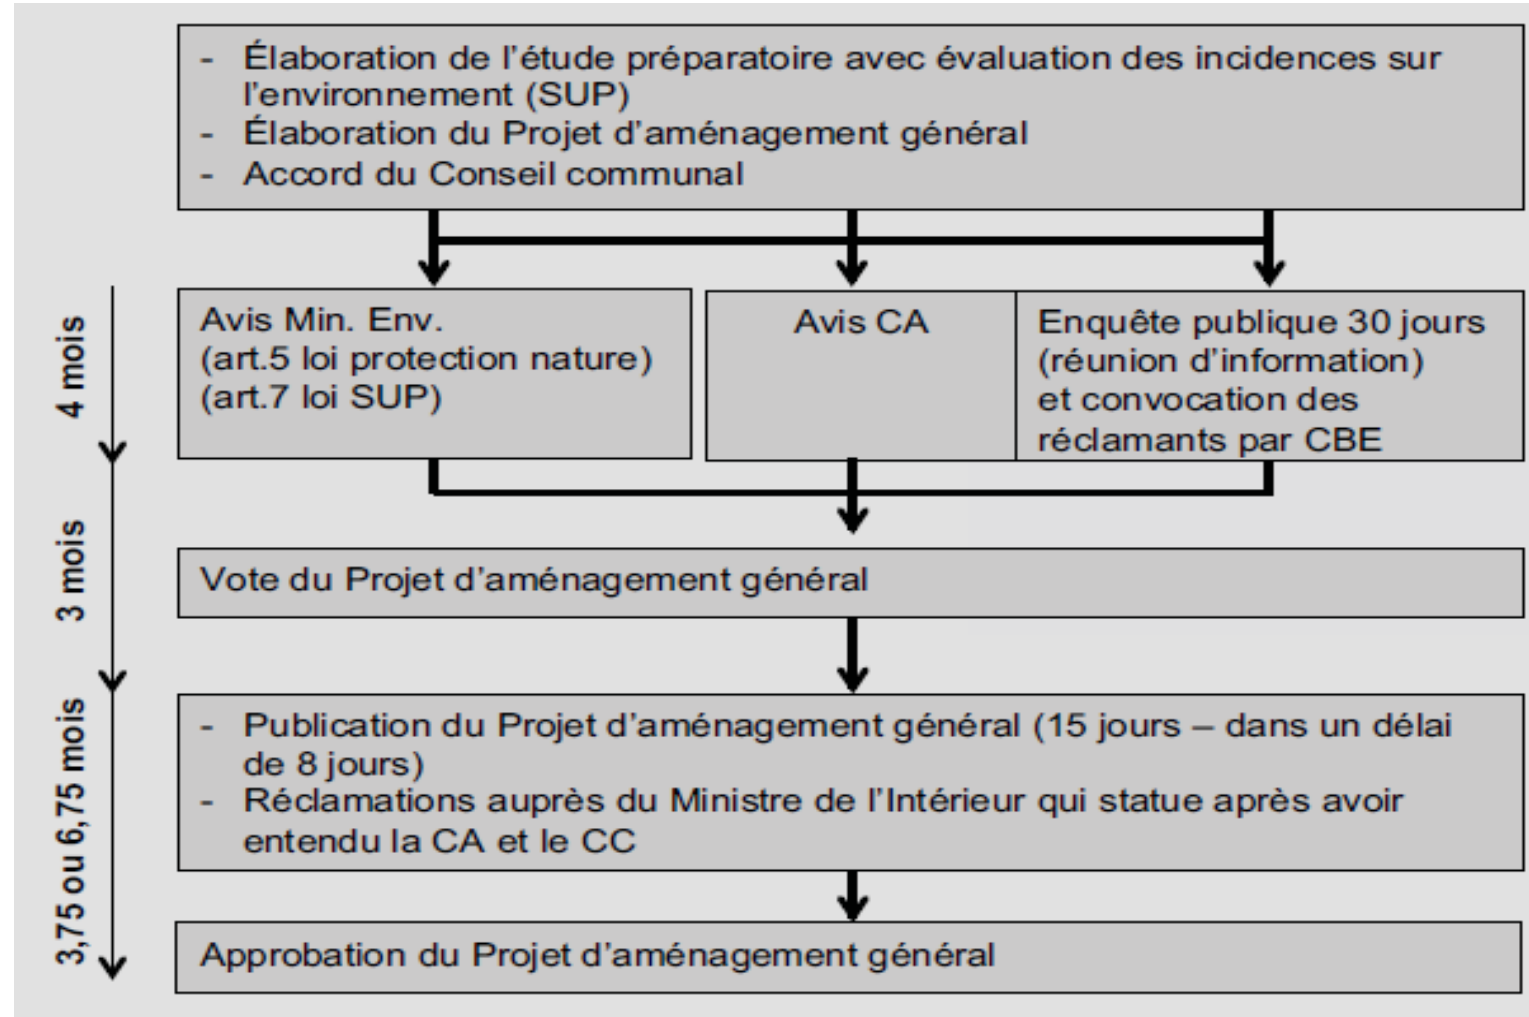 - Élaboration de l'étude préparatoire avec évaluation des incidences sur
l'environnement (SUP)
- Élaboration du Projet d'aménagement général
- Accord du Conseil communal
4 mois
Avis Min. Env.
(art.5 loi protection nature)
(art.7 loi SUP)
Avis CA
Enquête publique 30 jours
(réunion d'information)
et convocation des
réclamants par CBE
3 mois
Vote du Projet d'aménagement général
3,75 ou 6,75 mois
- Publication du Projet d'aménagement général (15 jours – dans un délai
de 8 jours)
- Réclamations auprès du Ministre de l'Intérieur qui statue après avoir
entendu la CA et le CC
Approbation du Projet d'aménagement général